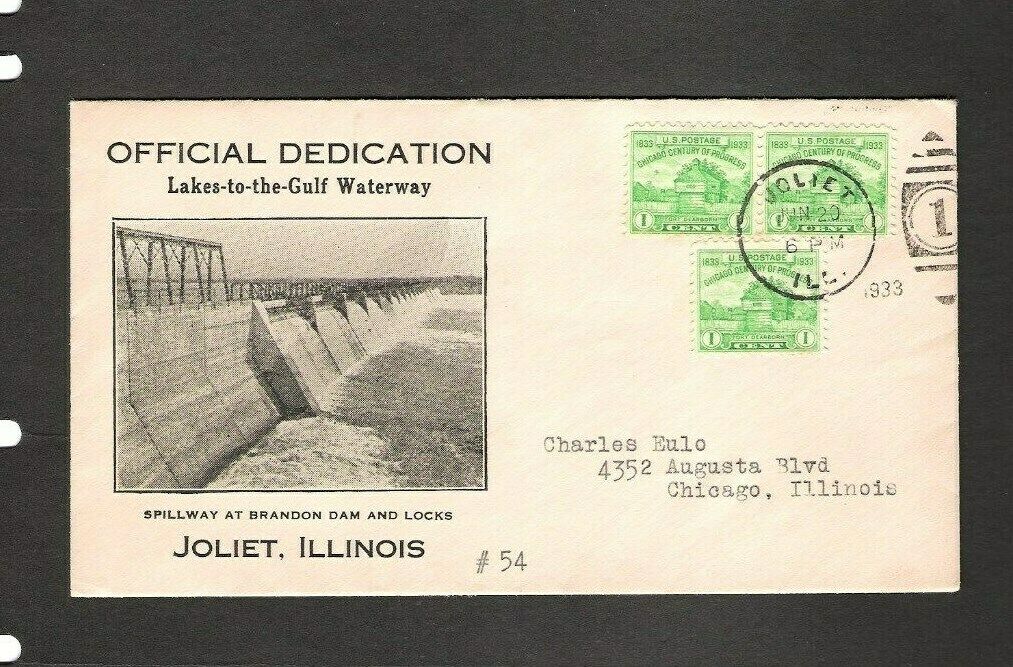 OFFICIAL DEDICATION
Lakes-to-the-Gulf Waterway
SPILLWAY AT BRANDON DAM AND LOCKS
JOLIET, ILLINOIS
# 54
U.S. POSTAGE
1833 1933
CHICAGO CENTURY OF PROGRESS
FORT DEARBORN
1 CENT 1
U.S. POSTAGE
1833 1933
CHICAGO CENTURY OF PROGRESS
1 CENT 1
U.S. POSTAGE
1833 1933
CHICAGO CENTURY OF PROGRESS
FORT DEARBORN
1 CENT 1
JOLIET
JUN 20
6 PM
ILL.
1933
1
Charles Eulo
4352 Augusta Blvd
Chicago, Illinois